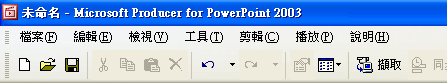 未命名 - Microsoft Producer for PowerPoint 2003
檔案(F) 編輯(E) 檢視(V) 工具(T) 剪輯(C) 播放(P) 說明(H)
擷取